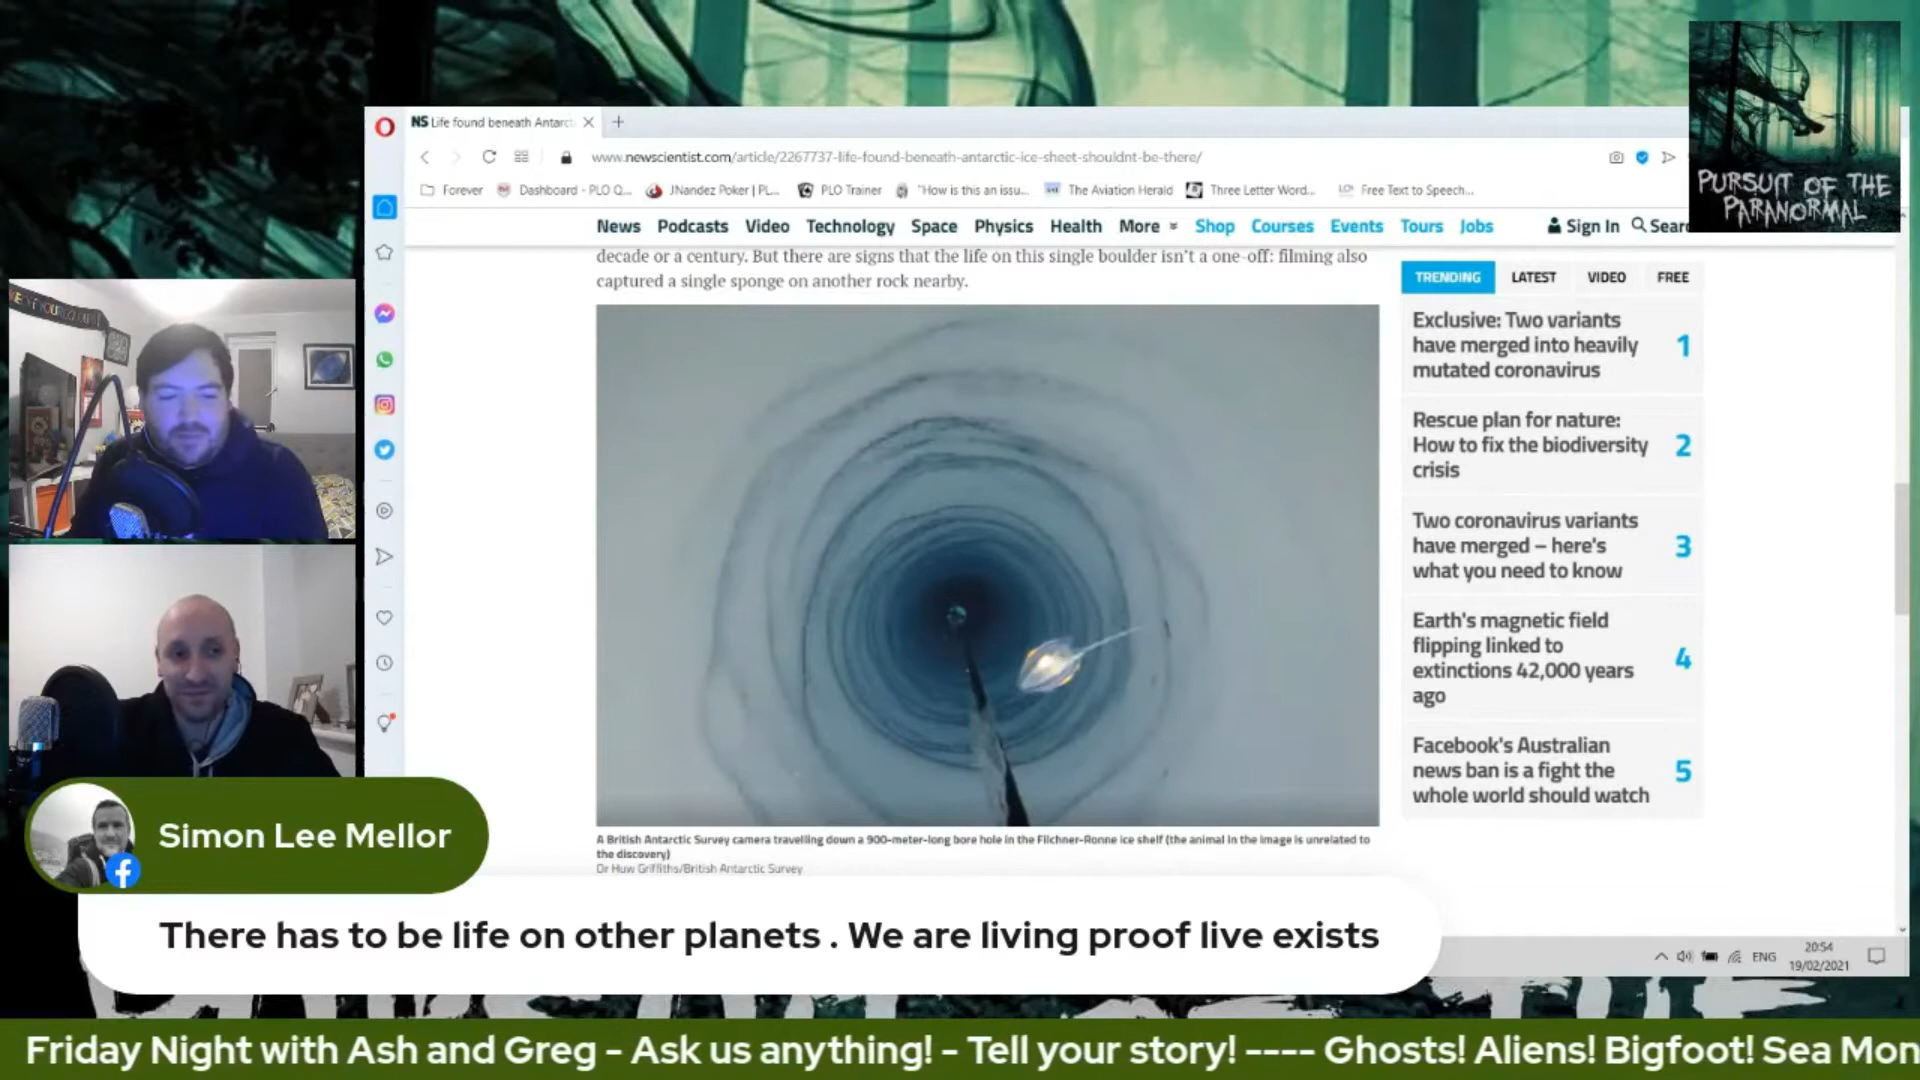 PURSUIT OF THE
PARANORMAL
NS Life found beneath Antarct
www.newscientist.com/article/2267737-life-found-beneath-antarctic-ice-sheet-shouldnt-be-there/
Forever Dashboard - PLO Q... JNandez Poker | PL... PLO Trainer "How is this an issu... The Aviation Herald Three Letter Word... Free Text to Speech...
News Podcasts Video Technology Space Physics Health More Shop Courses Events Tours Jobs Sign In Searc
decade or a century. But there are signs that the life on this single boulder isn't a one-off: filming also
captured a single sponge on another rock nearby.
TRENDING LATEST VIDEO FREE
Exclusive: Two variants
have merged into heavily
mutated coronavirus
1
Rescue plan for nature:
How to fix the biodiversity
crisis
2
Two coronavirus variants
have merged – here's
what you need to know
3
Earth's magnetic field
flipping linked to
extinctions 42,000 years
ago
4
Facebook's Australian
news ban is a fight the
whole world should watch
5
A British Antarctic Survey camera travelling down a 900-meter-long bore hole in the Filchner-Ronne ice shelf (the animal in the image is unrelated to
the discovery)
Dr Huw Griffiths/British Antarctic Survey
Simon Lee Mellor
There has to be life on other planets . We are living proof live exists
ENG
20:54
19/02/2021
Friday Night with Ash and Greg - Ask us anything! - Tell your story! ---- Ghosts! Aliens! Bigfoot! Sea Mon